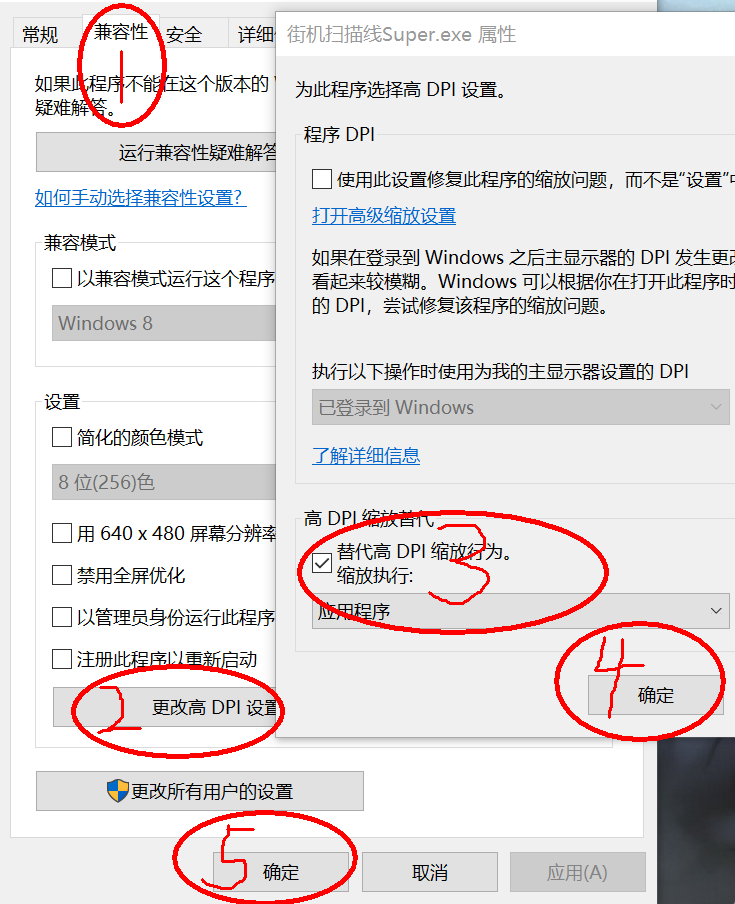 常规 兼容性 安全 详细
1
如果此程序不能在这个版本的
疑难解答。
运行兼容性疑难解答
如何手动选择兼容性设置?
兼容模式
以兼容模式运行这个程序
Windows 8
设置
简化的颜色模式
8 位(256)色
用 640 x 480 屏幕分辨率
禁用全屏优化
以管理员身份运行此程序
注册此程序以重新启动
2
更改高 DPI 设置
更改所有用户的设置
5
确定 取消 应用(A)
街机扫描线Super.exe 属性
为此程序选择高 DPI 设置。
程序 DPI
使用此设置修复此程序的缩放问题，而不是“设置”中
打开高级缩放设置
如果在登录到 Windows 之后主显示器的 DPI 发生更改
看起来较模糊。Windows 可以根据你在打开此程序时
的 DPI，尝试修复该程序的缩放问题。
执行以下操作时使用为我的主显示器设置的 DPI
已登录到 Windows
了解详细信息
高 DPI 缩放替代
替代高 DPI 缩放行为。
缩放执行:
3
应用程序
4
确定